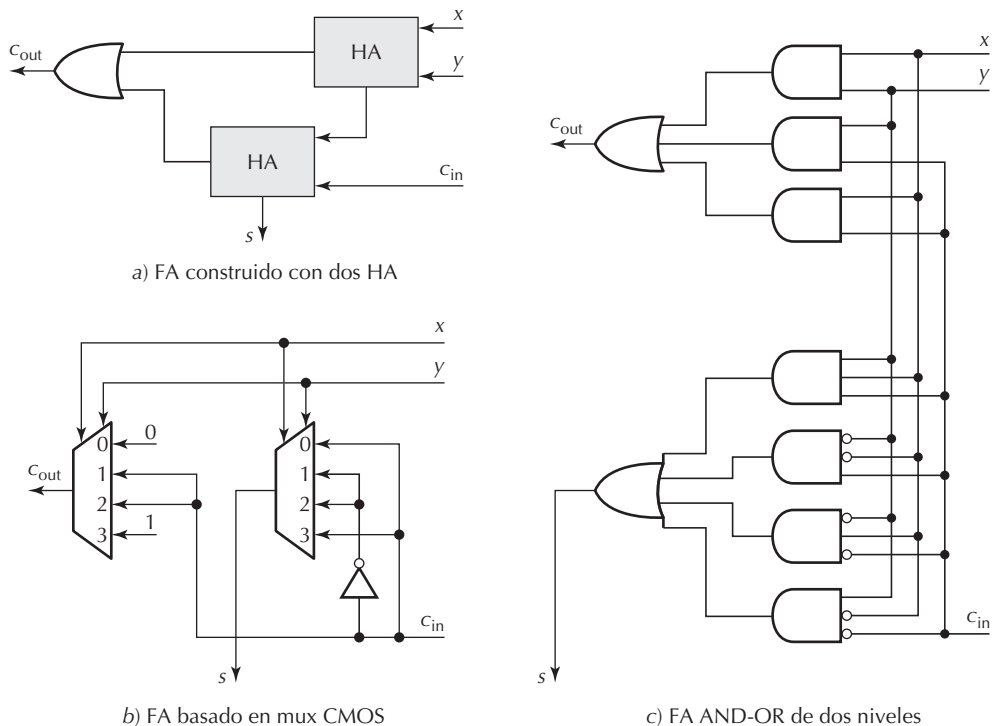 x
HA
y
c_out
HA
c_in
s
a) FA construido con dos HA
x
y
0
0
1
2
3
1
c_out
0
1
2
3
c_in
s
b) FA basado en mux CMOS
x
y
c_out
c_in
s
c) FA AND-OR de dos niveles